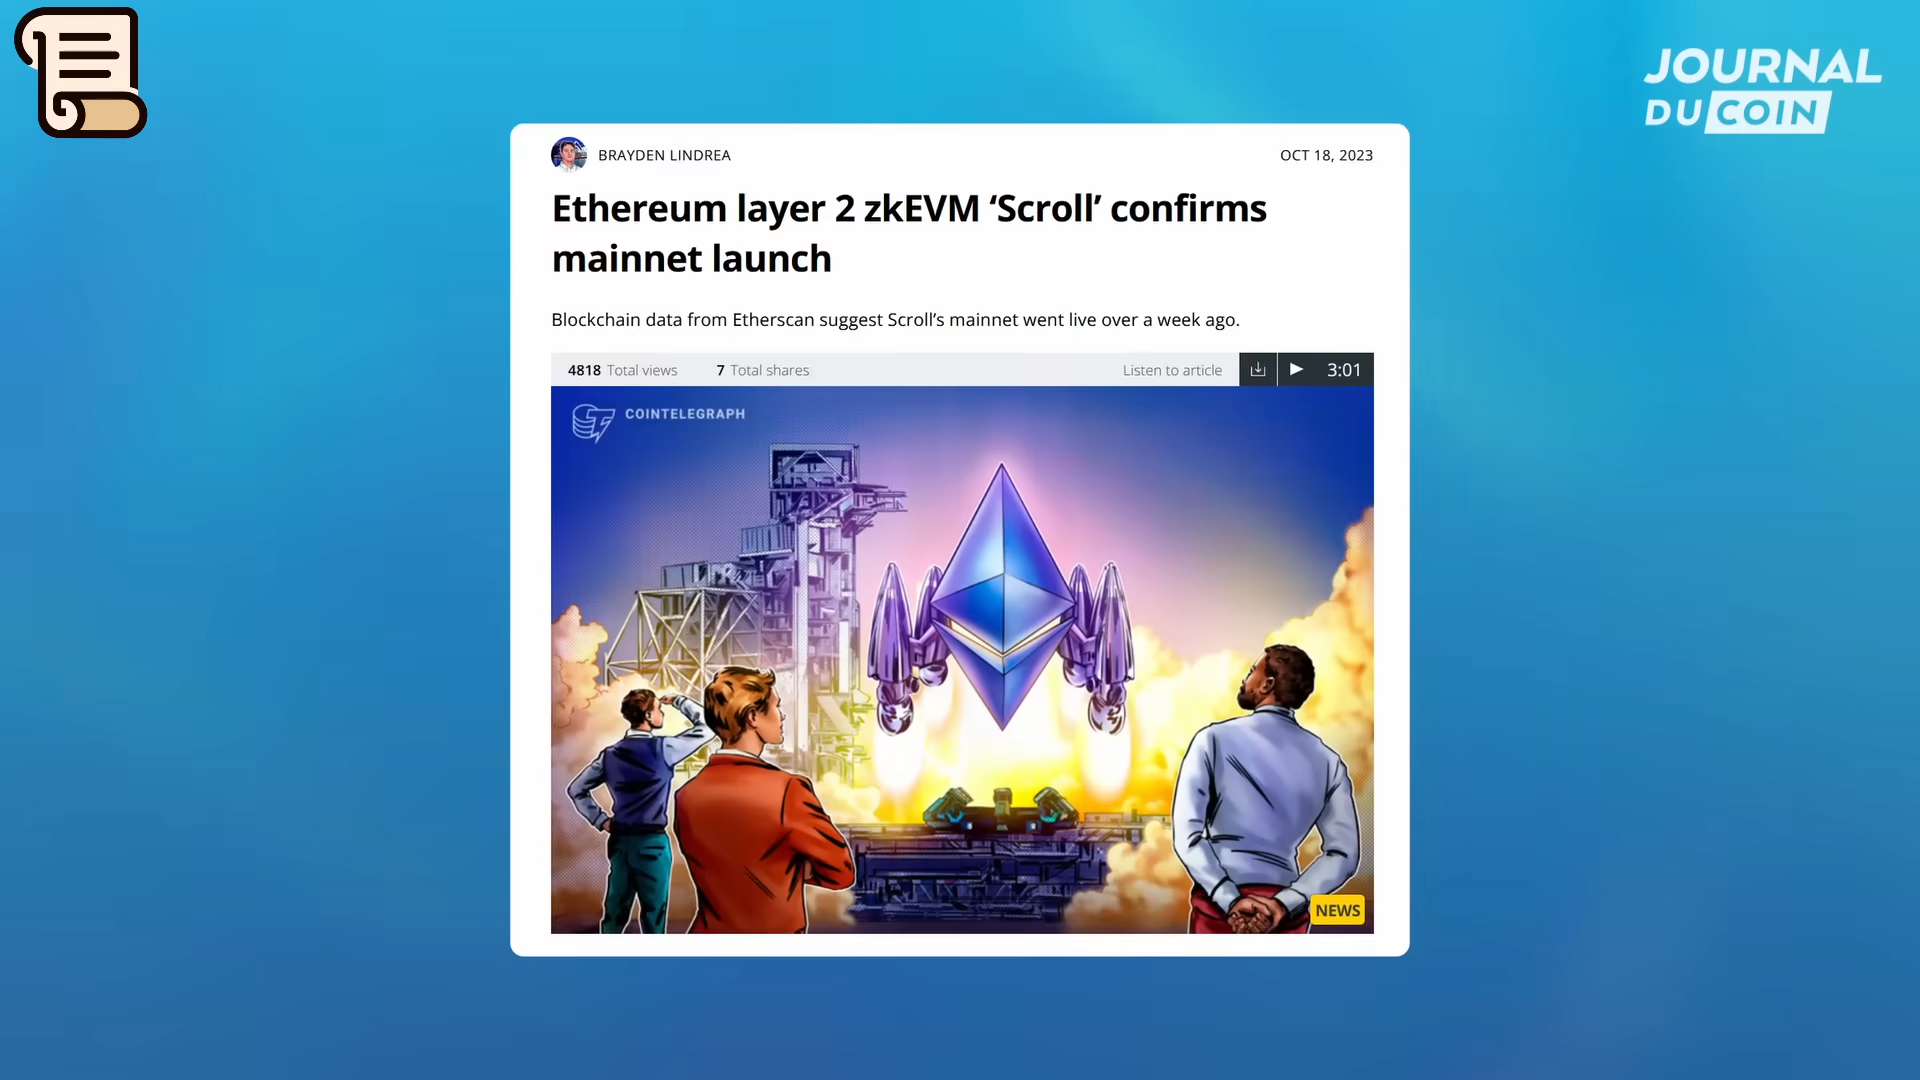 JOURNAL
DU COIN
BRAYDEN LINDREA
OCT 18, 2023
Ethereum layer 2 zkEVM ‘Scroll’ confirms
mainnet launch
Blockchain data from Etherscan suggest Scroll’s mainnet went live over a week ago.
4818 Total views 7 Total shares Listen to article 3:01
COINTELEGRAPH
NEWS